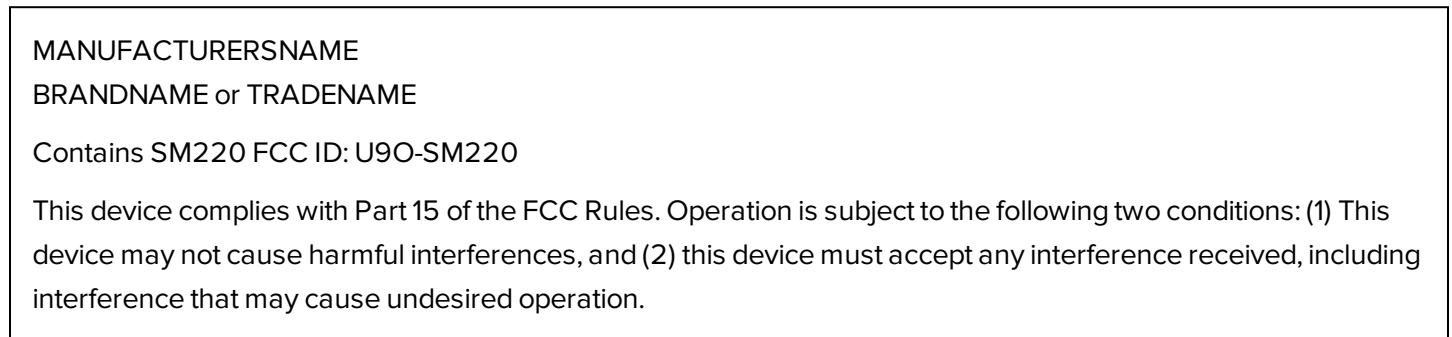 MANUFACTURERSNAME
BRANDNAME or TRADENAME
Contains SM220 FCC ID: U9O-SM220
This device complies with Part 15 of the FCC Rules. Operation is subject to the following two conditions: (1) This
device may not cause harmful interferences, and (2) this device must accept any interference received, including
interference that may cause undesired operation.